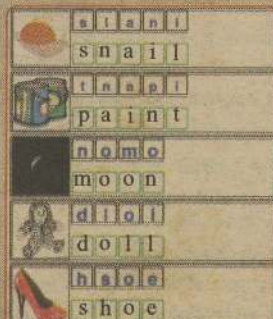 slani
snail
tnapi
paint
nomo
moon
dlol
doll
hsoe
shoe